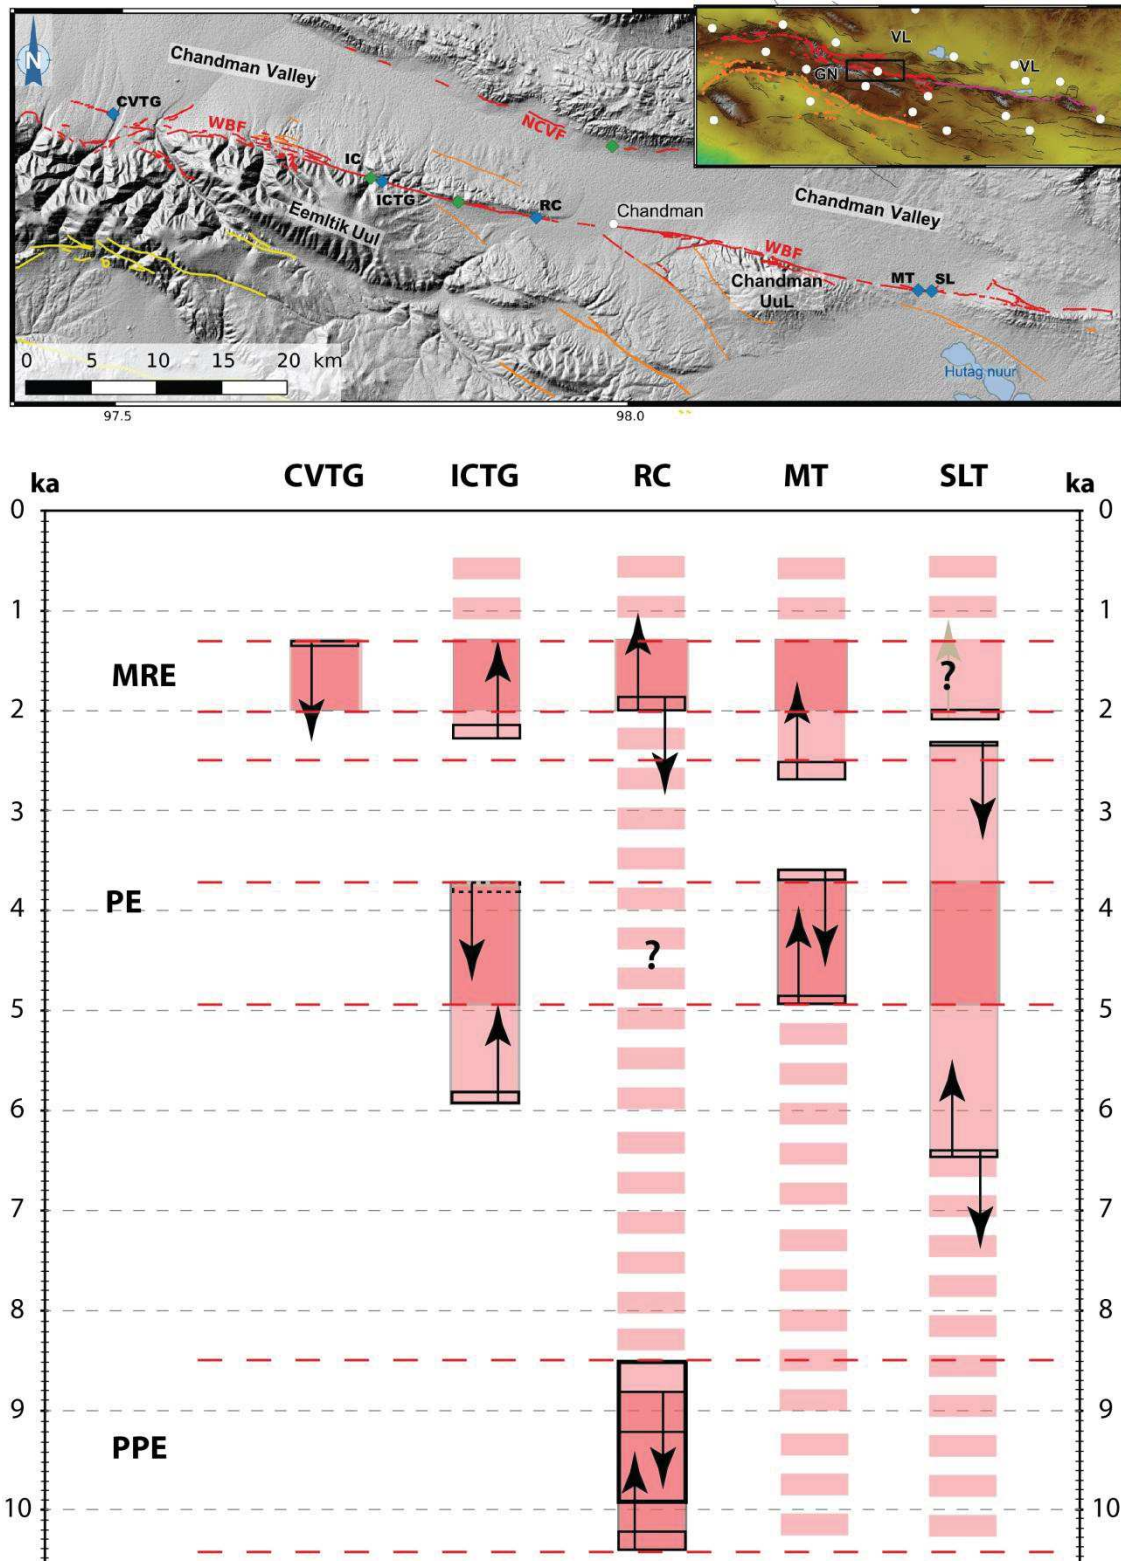 N
Chandman Valley
CVTG
WBF
NCVF
VL
GN
VL
IC
ICTG
RC
Eemltik Uul
Chandman
Chandman Valley
WBF
MT
SL
Chandman
UuL
Hutag nuur
0 5 10 15 20 km
97.5
98.0
CVTG ICTG RC MT SLT
ka
ka
0
0
1
1
MRE
?
2
2
3
3
PE
4
4
?
5
5
6
6
7
7
8
8
9
9
PPE
10
10